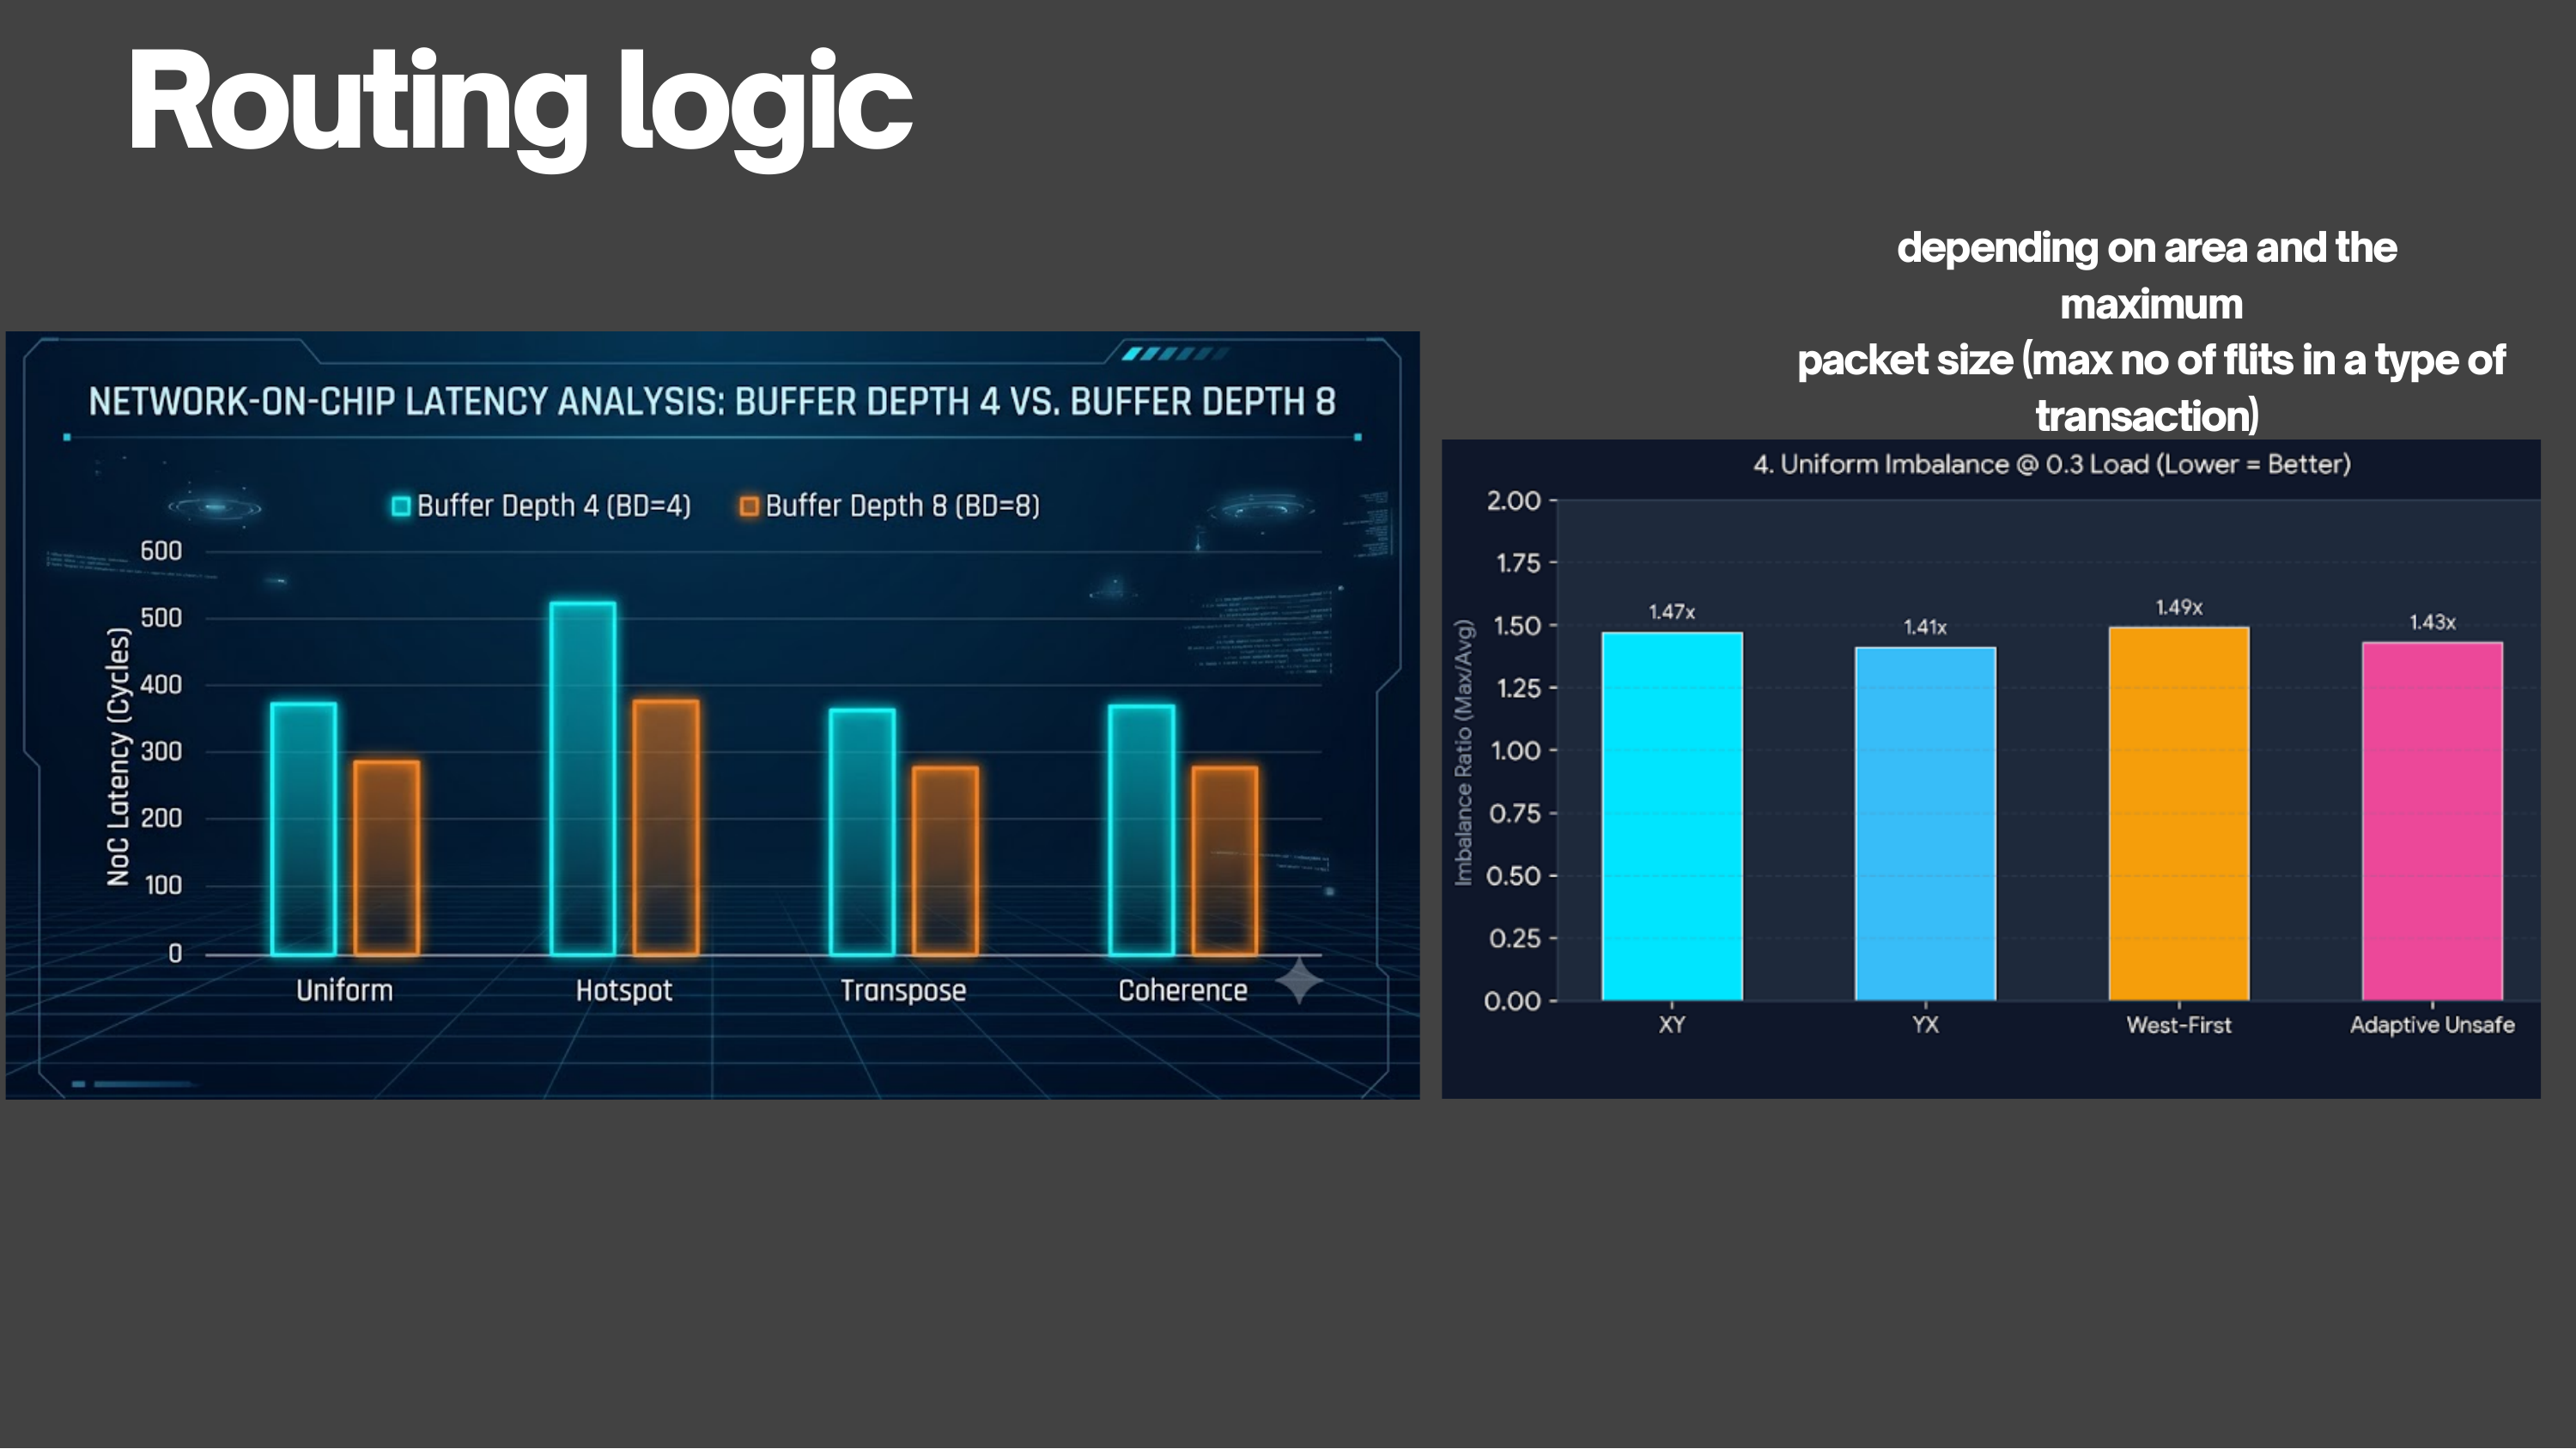 Routing logic
depending on area and the
maximum
packet size (max no of flits in a type of
transaction)
NETWORK-ON-CHIP LATENCY ANALYSIS: BUFFER DEPTH 4 VS. BUFFER DEPTH 8
Buffer Depth 4 (BD=4) Buffer Depth 8 (BD=8)
NoC Latency (Cycles)
600
500
400
300
200
100
0
Uniform Hotspot Transpose Coherence
4. Uniform Imbalance @ 0.3 Load (Lower = Better)
Imbalance Ratio (Max/Avg)
2.00
1.75
1.50
1.25
1.00
0.75
0.50
0.25
0.00
1.47x 1.41x 1.49x 1.43x
XY YX West-First Adaptive Unsafe